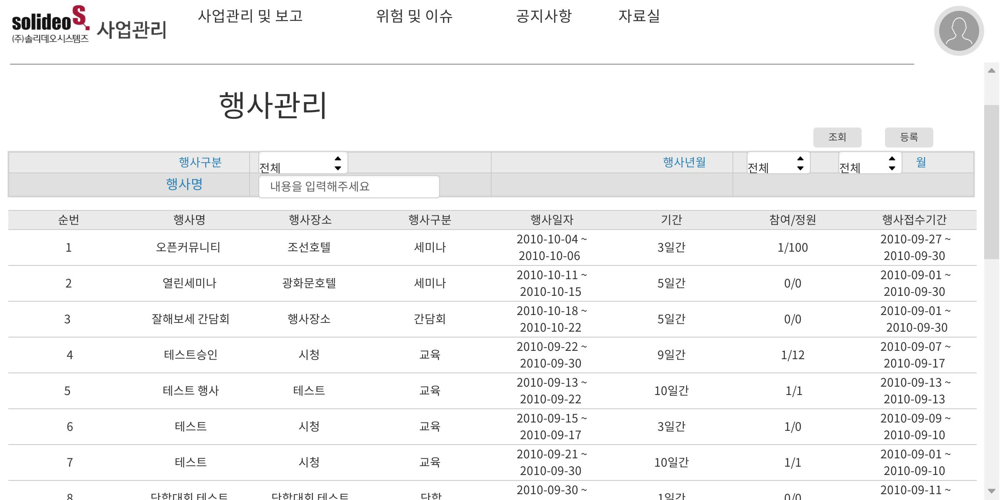 solideoS
(주)솔리데오시스템즈
사업관리
사업관리 및 보고 위험 및 이슈 공지사항 자료실
행사관리
조회 등록
행사구분 전체 행사년월 전체 전체 월
행사명 내용을 입력해주세요
순번 행사명 행사장소 행사구분 행사일자 기간 참여/정원 행사접수기간
1 오픈커뮤니티 조선호텔 세미나 2010-10-04 ~ 3일간 1/100 2010-09-27 ~
2010-10-06 2010-09-30
2 열린세미나 광화문호텔 세미나 2010-10-11 ~ 5일간 0/0 2010-09-01 ~
2010-10-15 2010-09-30
3 잘해보세 간담회 행사장소 간담회 2010-10-18 ~ 5일간 0/0 2010-09-01 ~
2010-10-22 2010-09-30
4 테스트승인 시청 교육 2010-09-22 ~ 9일간 1/12 2010-09-07 ~
2010-09-30 2010-09-17
5 테스트 행사 테스트 교육 2010-09-13 ~ 10일간 1/1 2010-09-13 ~
2010-09-22 2010-09-13
6 테스트 시청 교육 2010-09-15 ~ 3일간 1/0 2010-09-09 ~
2010-09-17 2010-09-10
7 테스트 시청 교육 2010-09-21 ~ 10일간 1/1 2010-09-01 ~
2010-09-30 2010-09-10
8 단합대회 테스트 단합대회 테스트 단합 2010-09-30 ~ 1일간 0/0 2010-09-11 ~